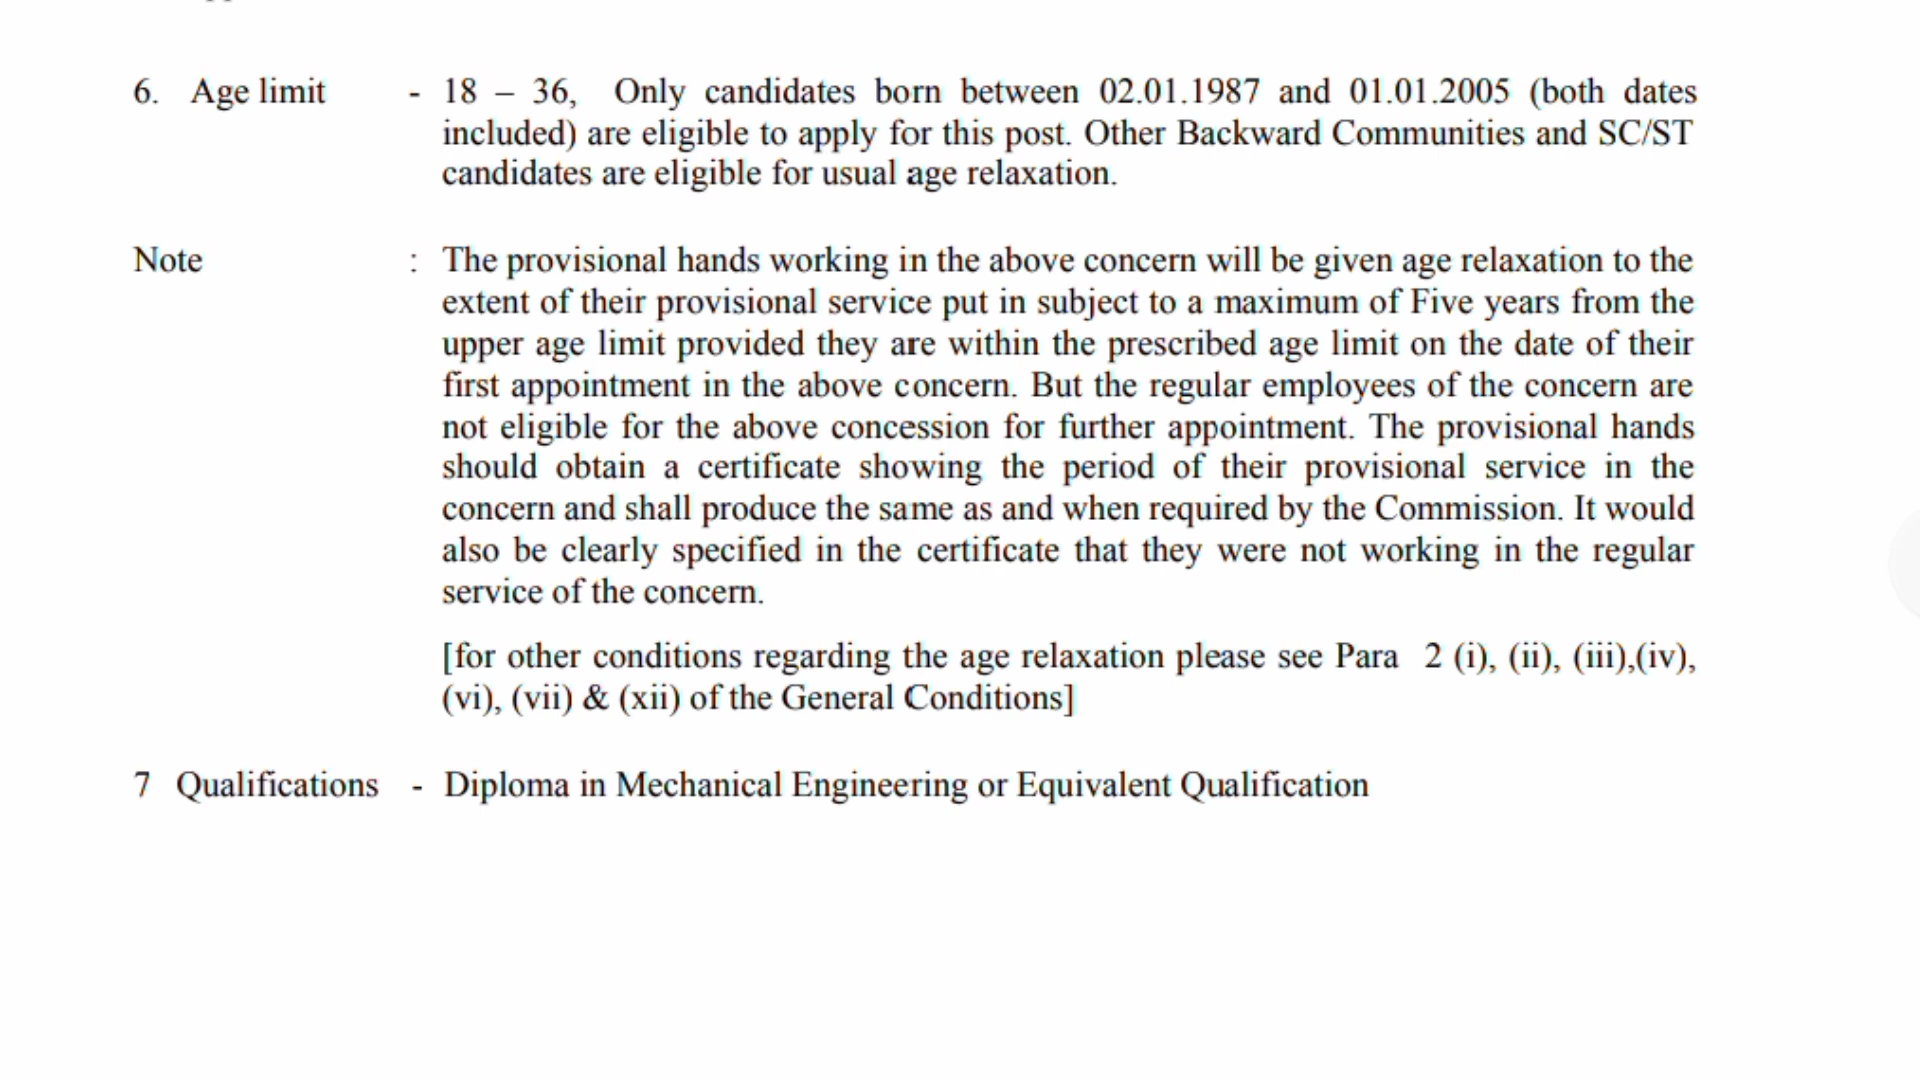 6. Age limit - 18 – 36, Only candidates born between 02.01.1987 and 01.01.2005 (both dates
included) are eligible to apply for this post. Other Backward Communities and SC/ST
candidates are eligible for usual age relaxation.
Note : The provisional hands working in the above concern will be given age relaxation to the
extent of their provisional service put in subject to a maximum of Five years from the
upper age limit provided they are within the prescribed age limit on the date of their
first appointment in the above concern. But the regular employees of the concern are
not eligible for the above concession for further appointment. The provisional hands
should obtain a certificate showing the period of their provisional service in the
concern and shall produce the same as and when required by the Commission. It would
also be clearly specified in the certificate that they were not working in the regular
service of the concern.
[for other conditions regarding the age relaxation please see Para 2 (i), (ii), (iii),(iv),
(vi), (vii) & (xii) of the General Conditions]
7 Qualifications - Diploma in Mechanical Engineering or Equivalent Qualification